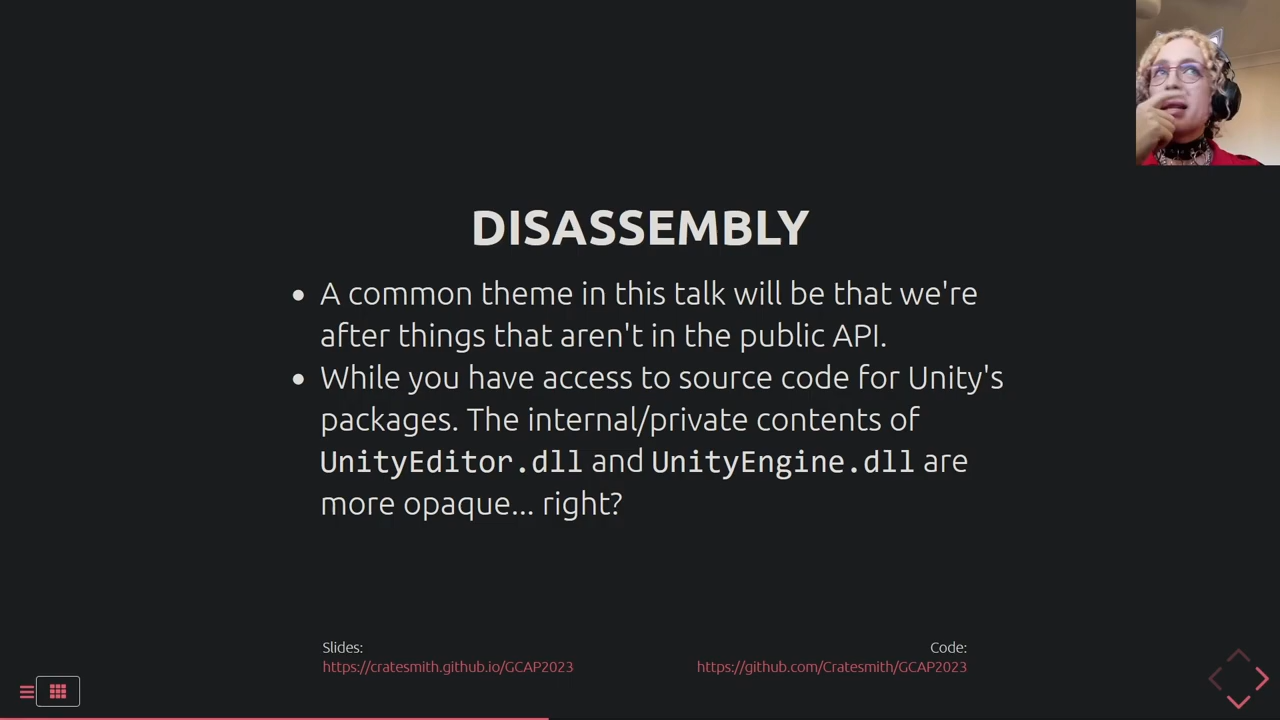 DISASSEMBLY
• A common theme in this talk will be that we're
after things that aren't in the public API.
• While you have access to source code for Unity's
packages. The internal/private contents of
UnityEditor.dll and UnityEngine.dll are
more opaque... right?
Slides:
https://cratesmith.github.io/GCAP2023
Code:
https://github.com/Cratesmith/GCAP2023